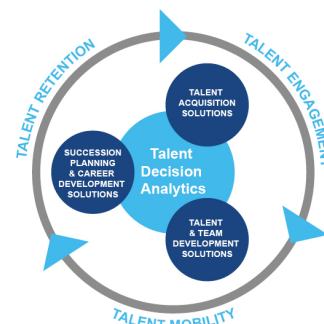 TALENT RETENTION
TALENT ENGAGEMENT
TALENT
ACQUISITION
SOLUTIONS
SUCCESSION
PLANNING
& CAREER
DEVELOPMENT
SOLUTIONS
Talent
Decision
Analytics
TALENT
& TEAM
DEVELOPMENT
SOLUTIONS
TALENT MOBILITY